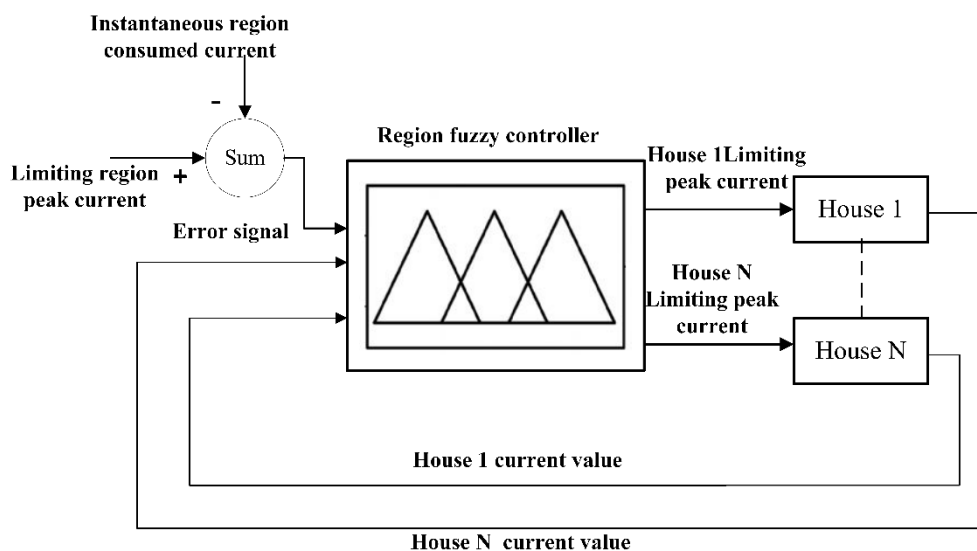 Instantaneous region
consumed current
-
Sum
Limiting region
peak current
+
Error signal
Region fuzzy controller
House 1Limiting
peak current
House 1
House N
Limiting peak
current
House N
House 1 current value
House N current value